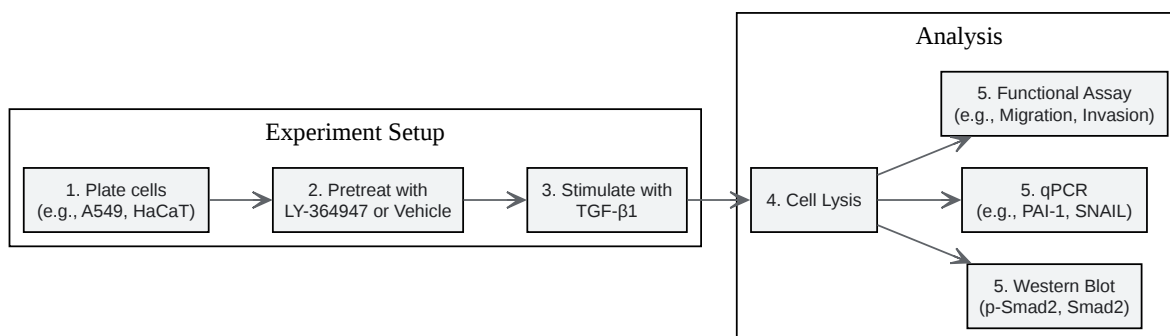 Experiment Setup
1. Plate cells
(e.g., A549, HaCaT)
2. Pretreat with
LY-364947 or Vehicle
3. Stimulate with
TGF-β1
Analysis
4. Cell Lysis
5. Functional Assay
(e.g., Migration, Invasion)
5. qPCR
(e.g., PAI-1, SNAIL)
5. Western Blot
(p-Smad2, Smad2)